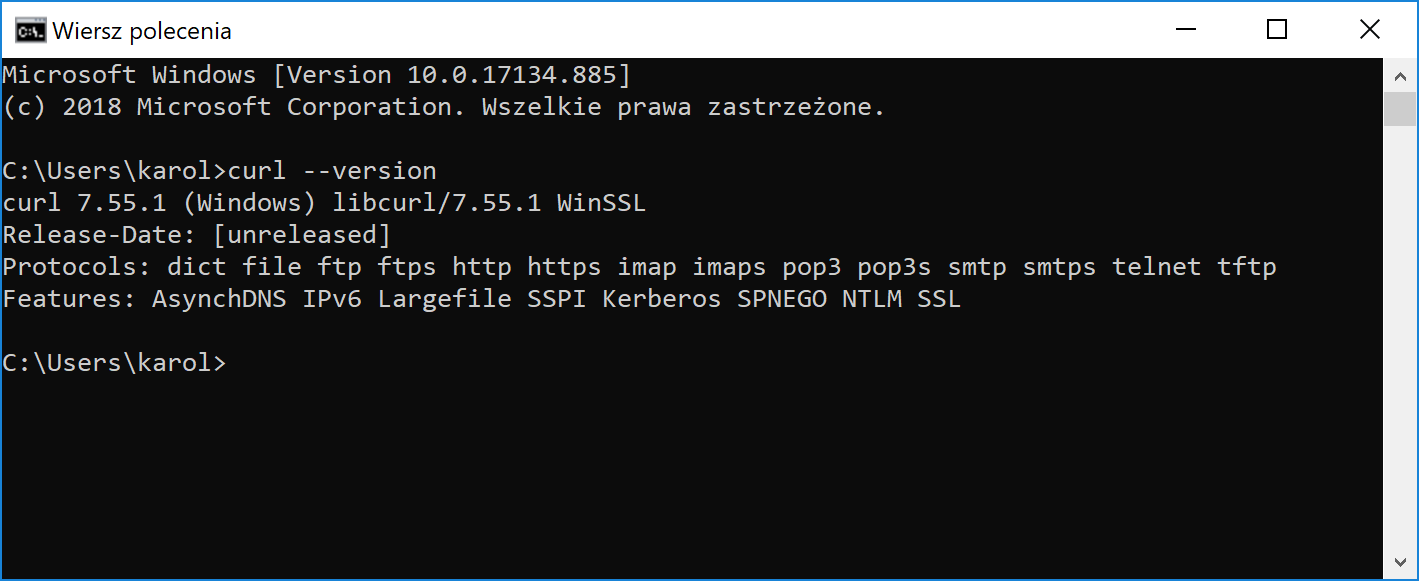 Wiersz polecenia
Microsoft Windows [Version 10.0.17134.885]
(c) 2018 Microsoft Corporation. Wszelkie prawa zastrzeżone.
C:\Users\karol>curl --version
curl 7.55.1 (Windows) libcurl/7.55.1 WinSSL
Release-Date: [unreleased]
Protocols: dict file ftp ftps http https imap imaps pop3 pop3s smtp smtps telnet tftp
Features: AsynchDNS IPv6 Largefile SSPI Kerberos SPNEGO NTLM SSL
C:\Users\karol>